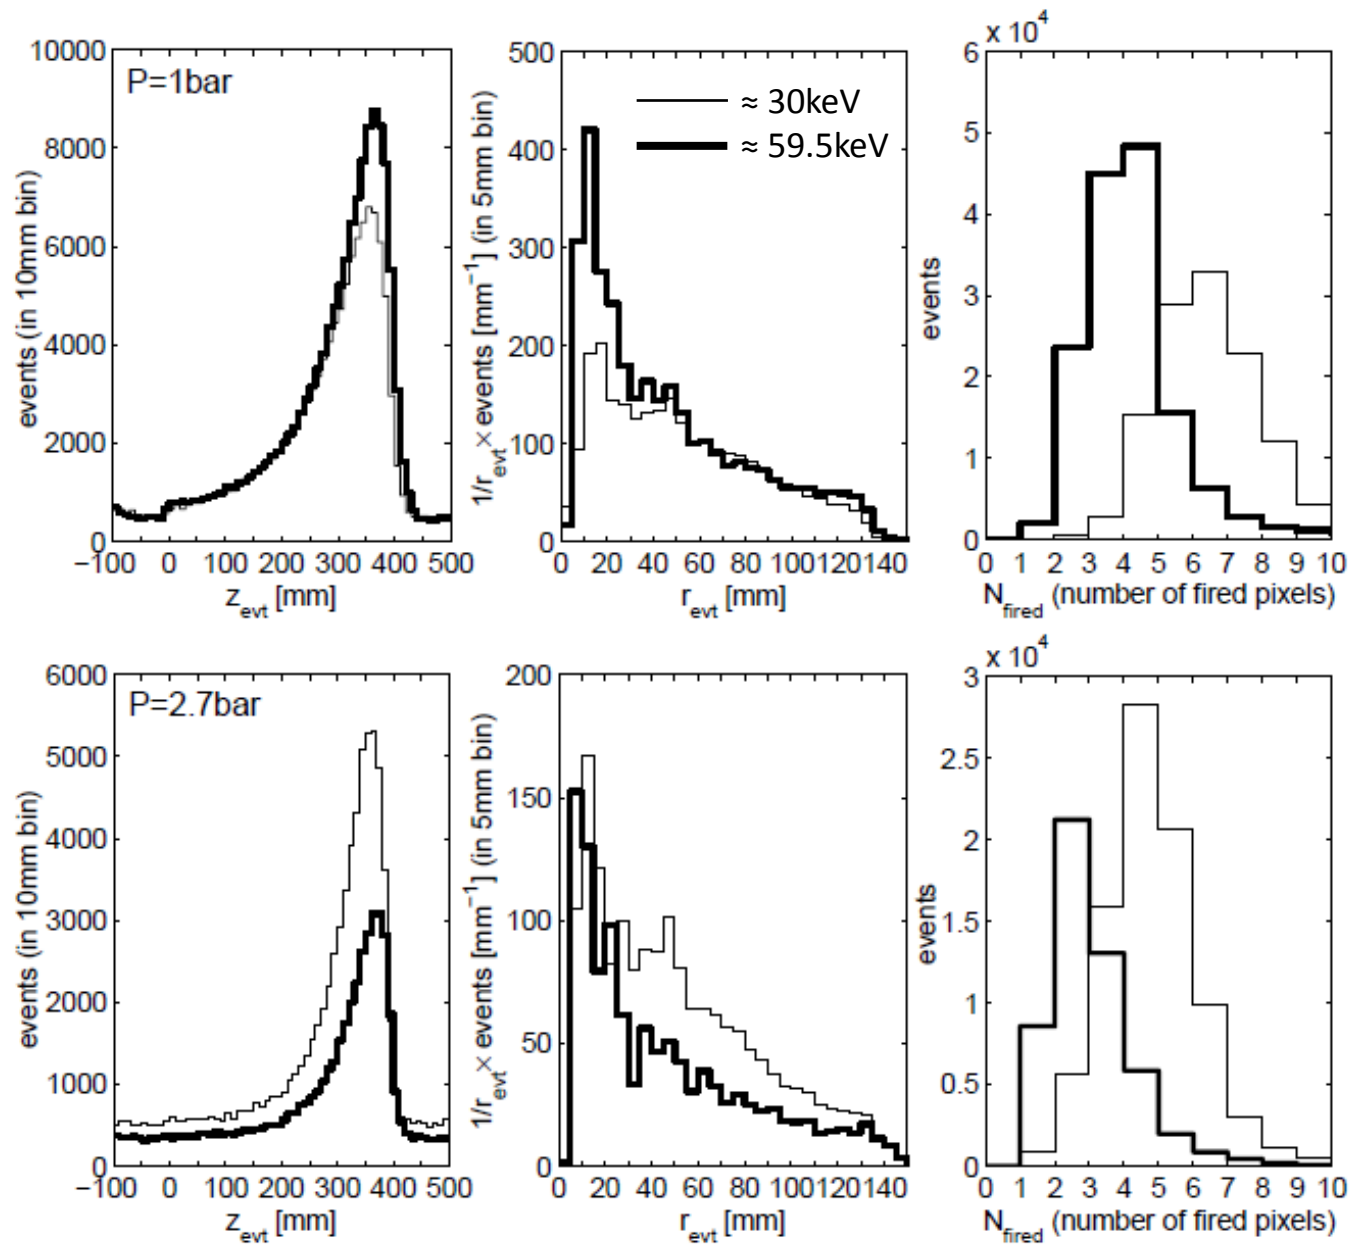 P=1bar
events (in 10mm bin)
10000
8000
6000
4000
2000
0
−100 0 100 200 300 400 500
z_evt [mm]
≈ 30keV
≈ 59.5keV
1/r_evt × events [mm⁻¹] (in 5mm bin)
500
400
300
200
100
0
0 20 40 60 80 100 120 140
r_evt [mm]
x 10⁴
events
6
5
4
3
2
1
0
0 1 2 3 4 5 6 7 8 9 10
N_fired (number of fired pixels)
P=2.7bar
events (in 10mm bin)
6000
5000
4000
3000
2000
1000
0
−100 0 100 200 300 400 500
z_evt [mm]
1/r_evt × events [mm⁻¹] (in 5mm bin)
200
150
100
50
0
0 20 40 60 80 100120 140
r_evt [mm]
x 10⁴
events
3
2.5
2
1.5
1
0.5
0
0 1 2 3 4 5 6 7 8 9 10
N_fired (number of fired pixels)